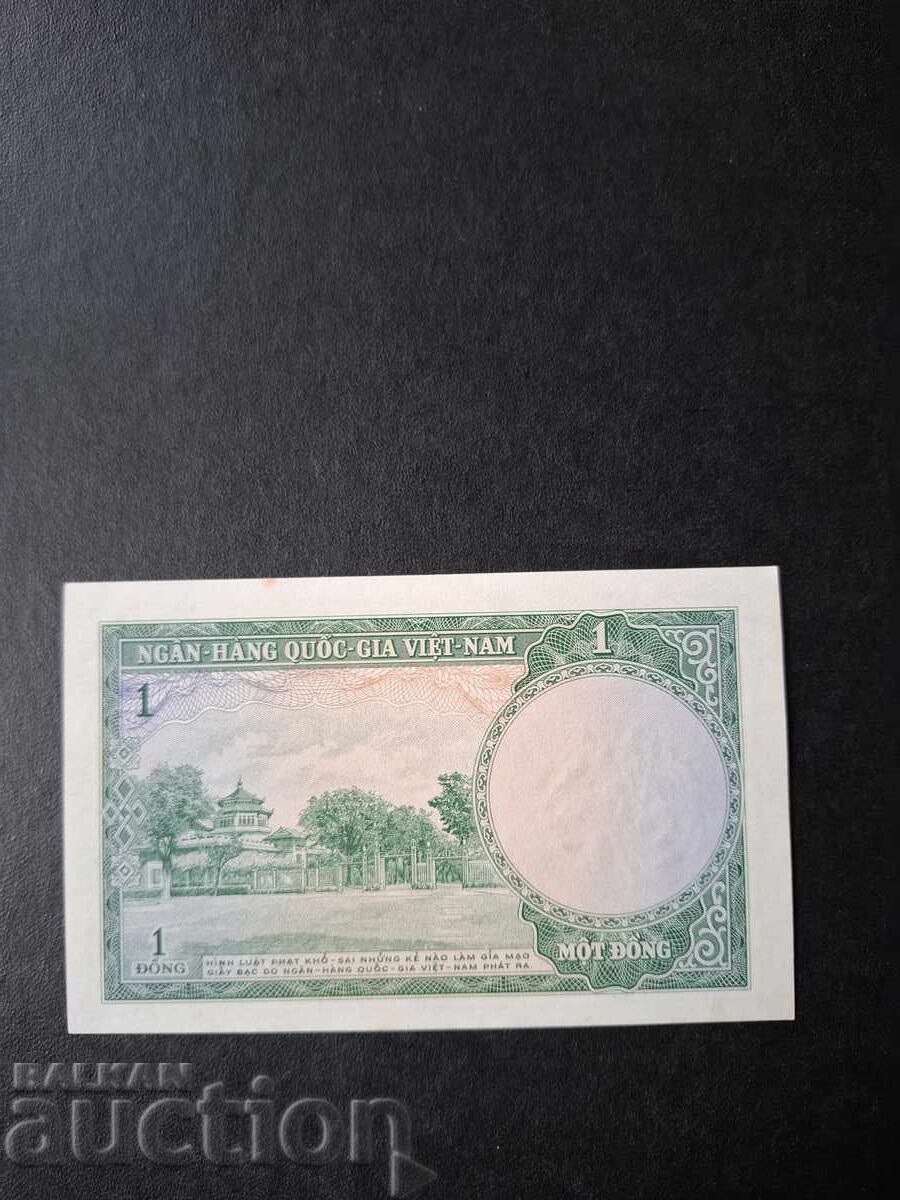 NGÂN-HÀNG QUỐC-GIA VIỆT-NAM
1
1
1
ĐỒNG
HÌNH LUẬT PHẠT KHỔ-SAI NHỮNG KẺ NÀO LÀM GIẢ MẠO
GIẤY BẠC DO NGÂN-HÀNG QUỐC-GIA VIỆT-NAM PHÁT RA
MỘT ĐỒNG
BALKAN
auction